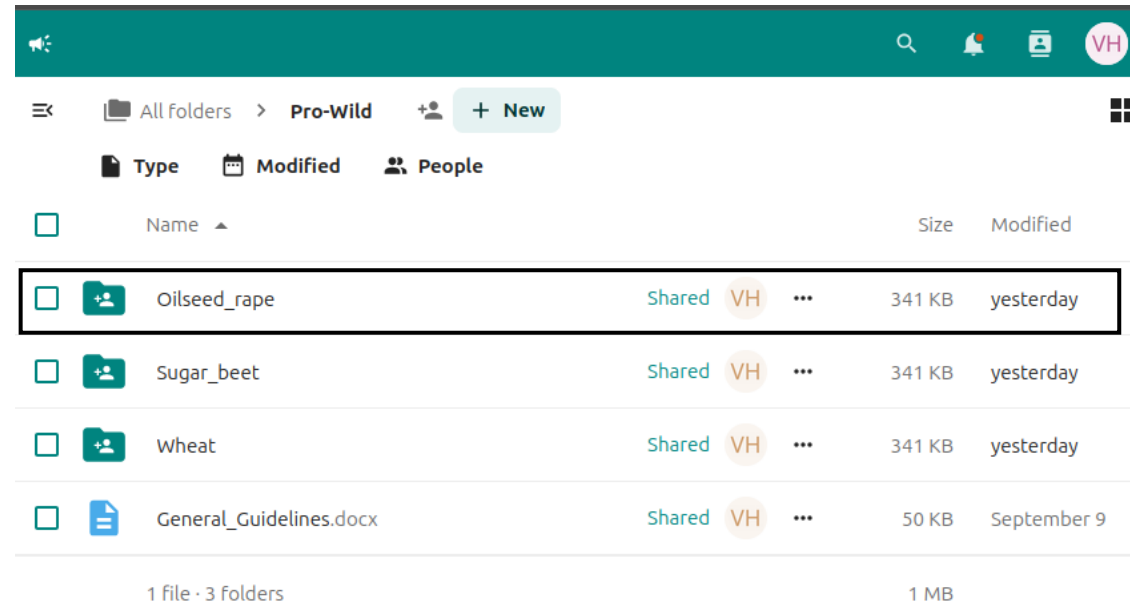 VH
All folders > Pro-Wild + New
Type Modified People
Name Size Modified
Oilseed_rape Shared VH ••• 341 KB yesterday
Sugar_beet Shared VH ••• 341 KB yesterday
Wheat Shared VH ••• 341 KB yesterday
General_Guidelines.docx Shared VH ••• 50 KB September 9
1 file · 3 folders 1 MB